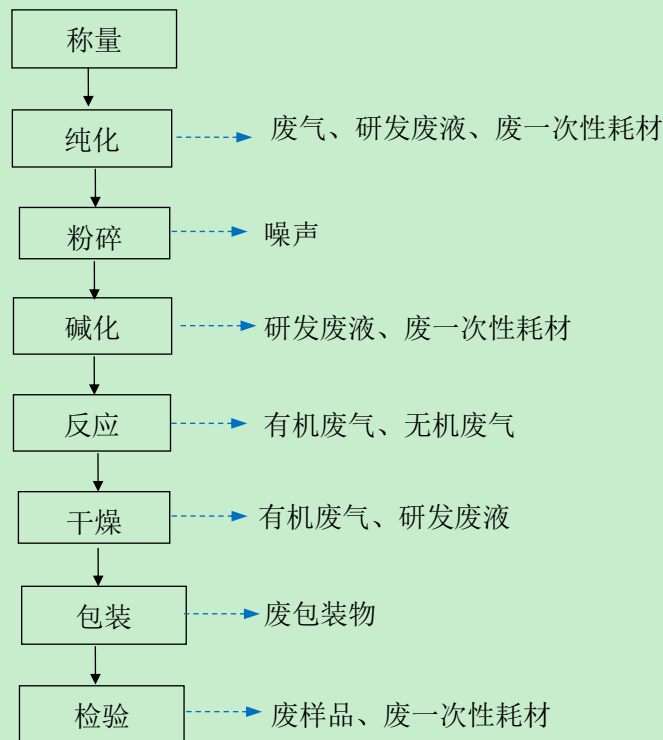 称量
纯化
废气、研发废液、废一次性耗材
粉碎
噪声
碱化
研发废液、废一次性耗材
反应
有机废气、无机废气
干燥
有机废气、研发废液
包装
废包装物
检验
废样品、废一次性耗材